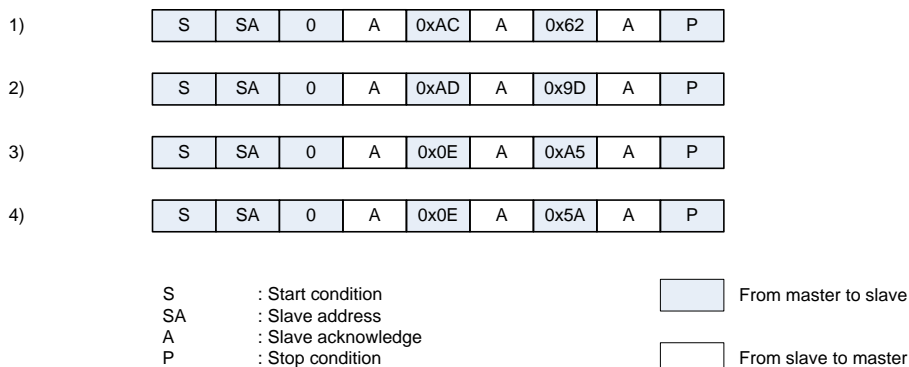 1) S SA 0 A 0xAC A 0x62 A P
2) S SA 0 A 0xAD A 0x9D A P
3) S SA 0 A 0x0E A 0xA5 A P
4) S SA 0 A 0x0E A 0x5A A P
S : Start condition From master to slave
SA : Slave address
A : Slave acknowledge
P : Stop condition From slave to master